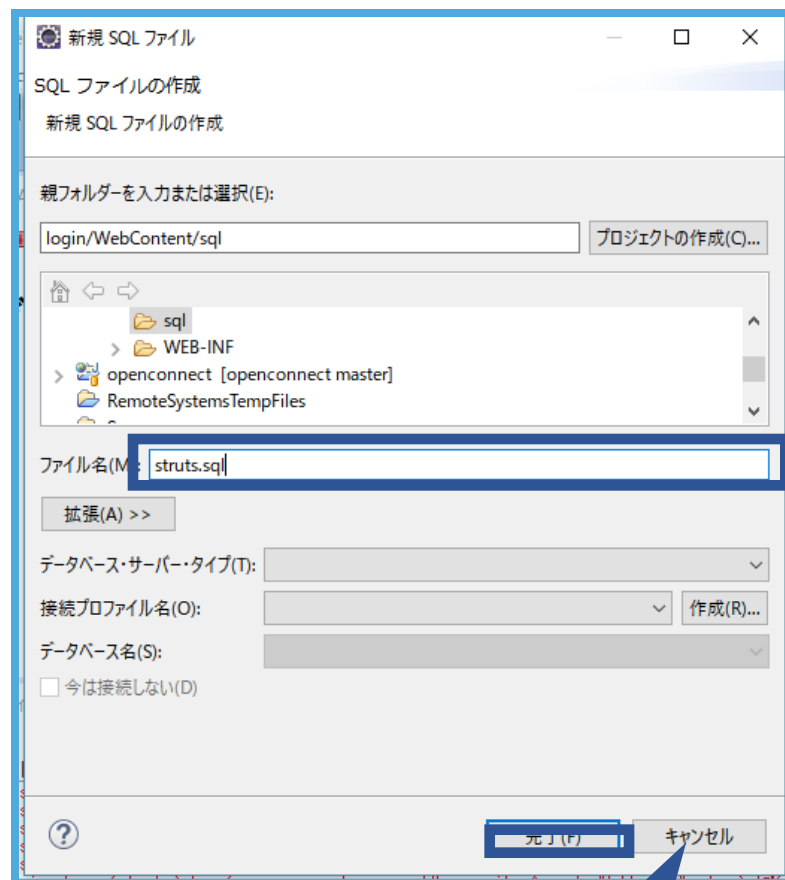 新規 SQL ファイル
SQL ファイルの作成
新規 SQL ファイルの作成
親フォルダーを入力または選択(E):
login/WebContent/sql
プロジェクトの作成(C)...
sql
WEB-INF
openconnect [openconnect master]
RemoteSystemsTempFiles
ファイル名(M : struts.sql
拡張(A) >>
データベース・サーバー・タイプ(T):
接続プロファイル名(O):
作成(R)...
データベース名(S):
今は接続しない(D)
完了(F)
キャンセル